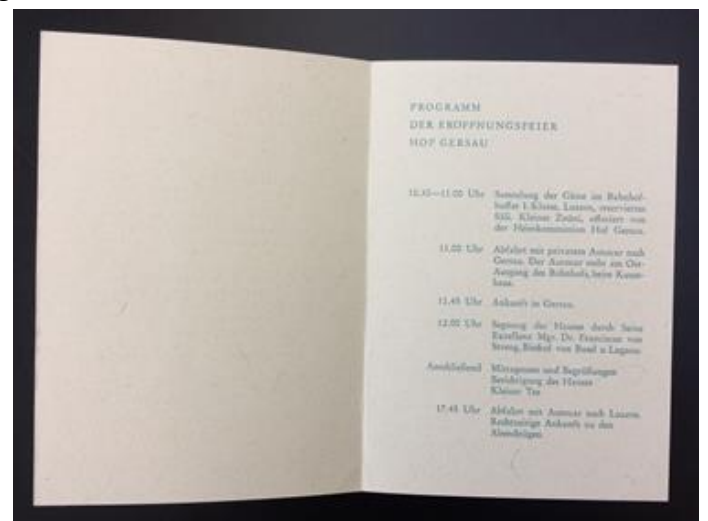 PROGRAMM
DER ERÖFFNUNGSFEIER
HOF GERSAU
10.45—11.00 Uhr Sammlung der Gäste im Bahnhof-
buffet I. Klasse, Luzern, reserviertes
Säli. Kleiner Znüni, offeriert von
der Heimkommission Hof Gersau.
11.00 Uhr Abfahrt mit privatem Autocar nach
Gersau. Der Autocar steht am Ost-
Ausgang des Bahnhofs, beim Kunst-
haus.
11.45 Uhr Ankunft in Gersau.
12.00 Uhr Segnung des Hauses durch Seine
Exzellenz Mgr. Dr. Franciscus von
Streng, Bischof von Basel u. Lugano.
Anschließend Mittagessen und Begrüßungen
Besichtigung des Hauses
Kleiner Tee
17.45 Uhr Abfahrt mit Autocar nach Luzern.
Rechtzeitige Ankunft zu den
Abendzügen.